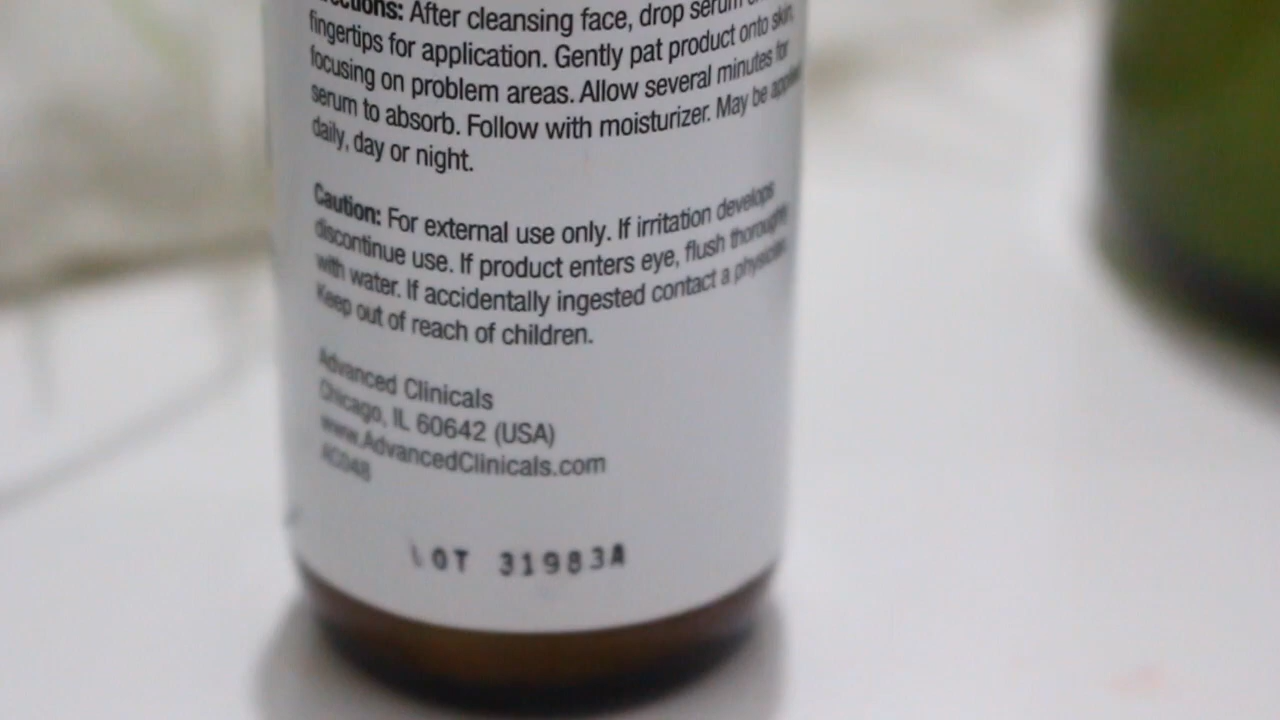 After cleansing face, drop serum
fingertips for application. Gently pat product onto skin,
focusing on problem areas. Allow several minutes for
serum to absorb. Follow with moisturizer. May be
daily, day or night.
Caution: For external use only. If irritation develops
discontinue use. If product enters eye, flush thoroughly
with water. If accidentally ingested contact a physician.
Keep out of reach of children.
Advanced Clinicals
Chicago, IL 60642 (USA)
www.AdvancedClinicals.com
LOT 31983A